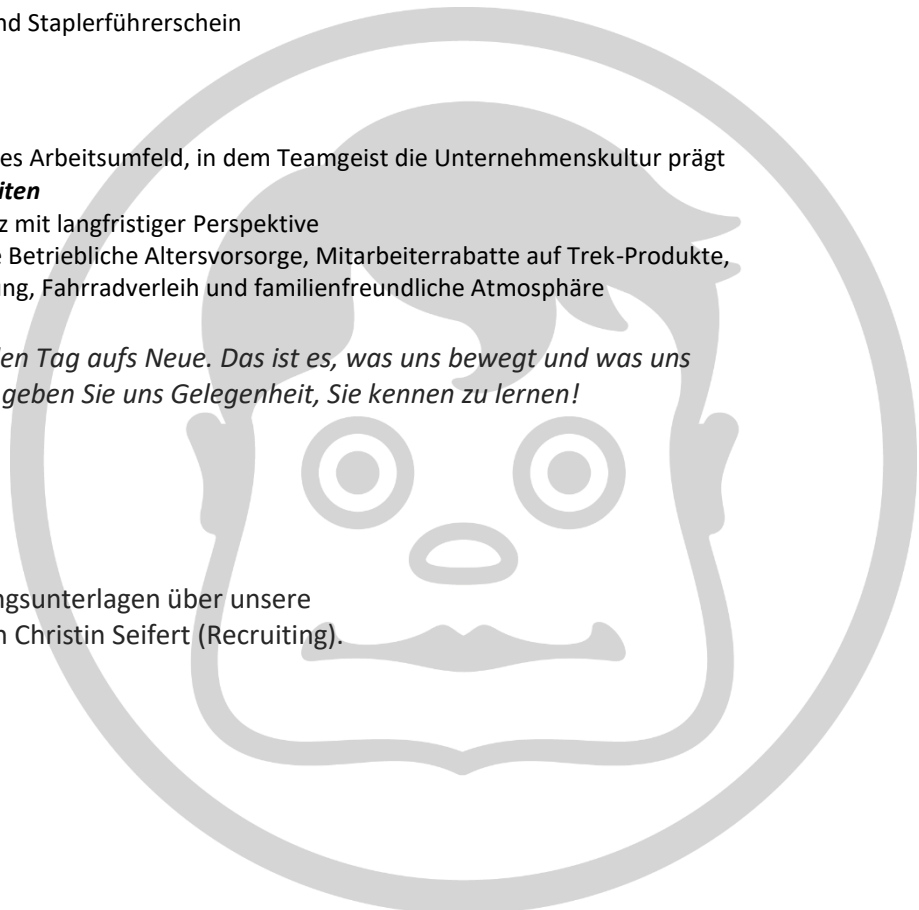 nd Staplerführerschein
es Arbeitsumfeld, in dem Teamgeist die Unternehmenskultur prägt
iten
z mit langfristiger Perspektive
e Betriebliche Altersvorsorge, Mitarbeiterrabatte auf Trek-Produkte,
ung, Fahrradverleih und familienfreundliche Atmosphäre
len Tag aufs Neue. Das ist es, was uns bewegt und was uns
geben Sie uns Gelegenheit, Sie kennen zu lernen!
ngsunterlagen über unsere
n Christin Seifert (Recruiting).